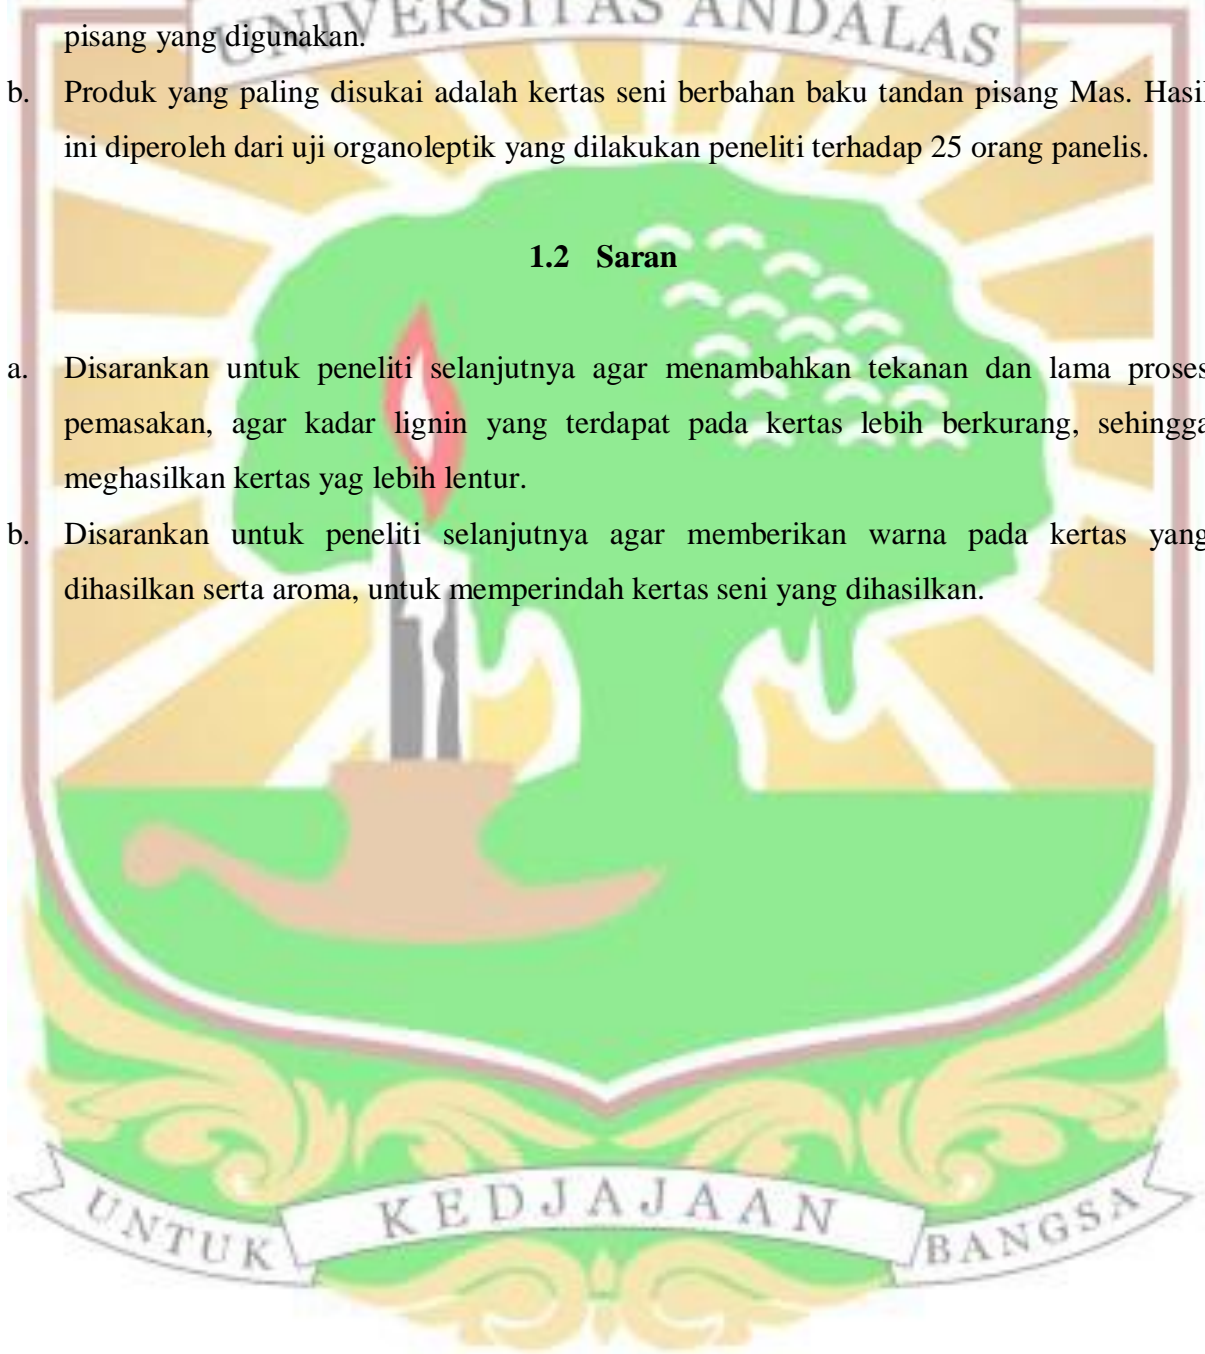 UNIVERSITAS ANDALAS
pisang yang digunakan.
b. Produk yang paling disukai adalah kertas seni berbahan baku tandan pisang Mas. Hasil
ini diperoleh dari uji organoleptik yang dilakukan peneliti terhadap 25 orang panelis.
1.2 Saran
a. Disarankan untuk peneliti selanjutnya agar menambahkan tekanan dan lama proses
pemasakan, agar kadar lignin yang terdapat pada kertas lebih berkurang, sehingga
meghasilkan kertas yag lebih lentur.
b. Disarankan untuk peneliti selanjutnya agar memberikan warna pada kertas yang
dihasilkan serta aroma, untuk memperindah kertas seni yang dihasilkan.
UNTUK KEDJAJAAN BANGSA